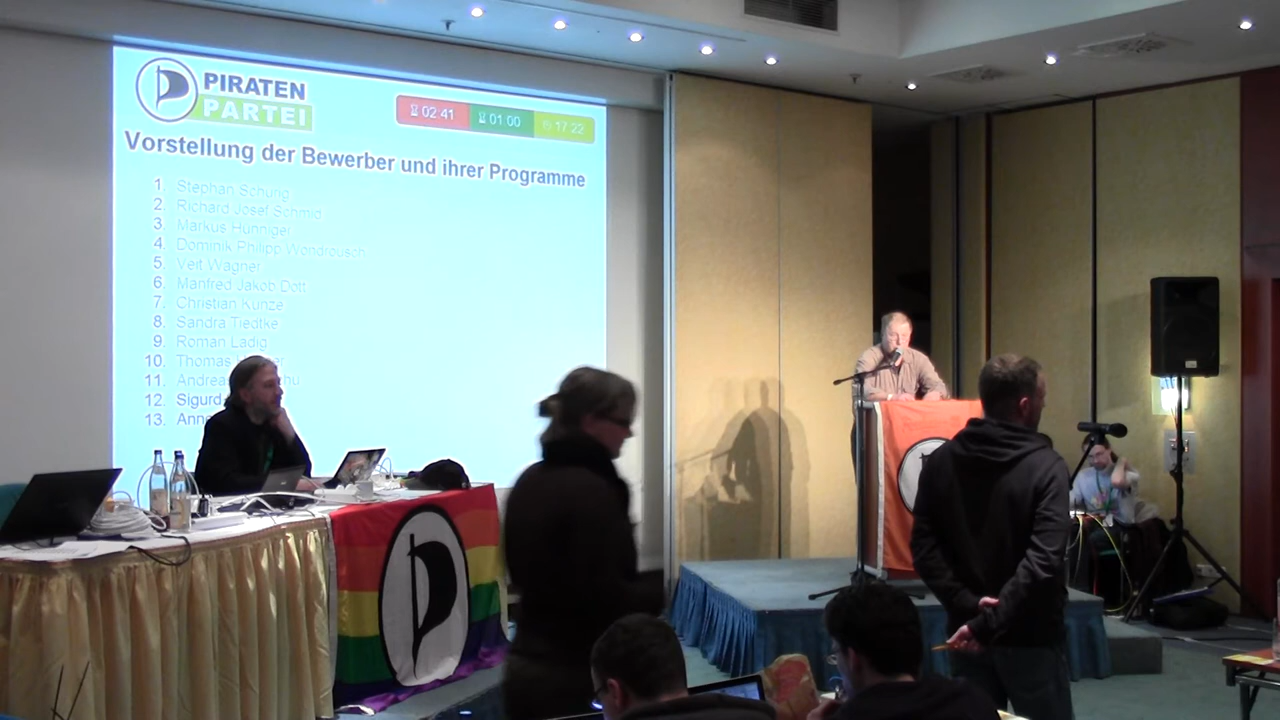 PIRATEN
PARTEI
02:41 01:00 17:22
Vorstellung der Bewerber und ihrer Programme
1. Stephan Schurig
2. Richard Josef Schmid
3. Markus Hünniger
4. Dominik Philipp Wondrousch
5. Veit Wagner
6. Manfred Jakob Dott
7. Christian Kunze
8. Sandra Tiedtke
9. Roman Ladig
10. Thomas
11.
12. Sigurd
13. Anne